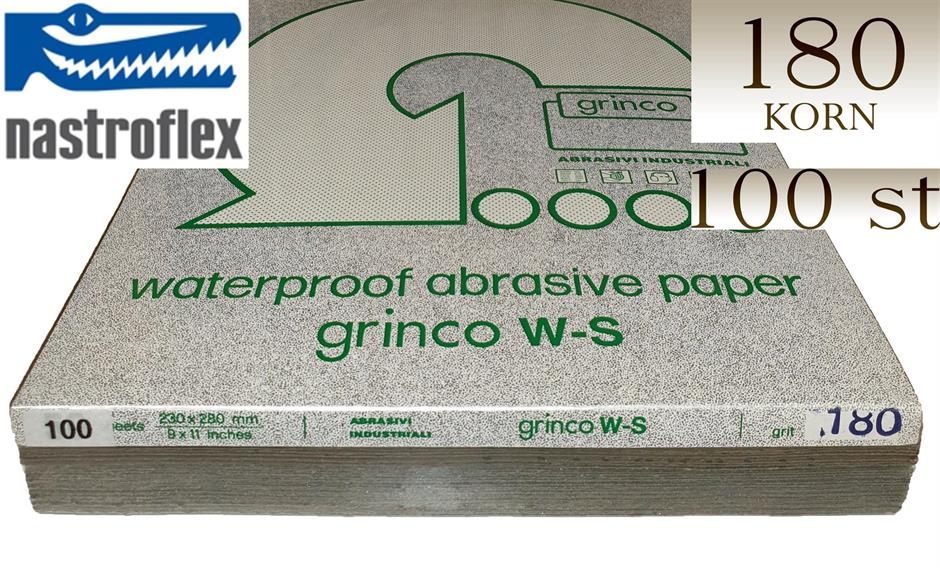 nastroflex
180
KORN
100 st
grinco
ABRASIVI INDUSTRIALI
waterproof abrasive paper
grinco W-S
100 eets 230 x 280 mm
9 x 11 inches
ABRASIVI
INDUSTRIALI
grinco W-S
grit 180